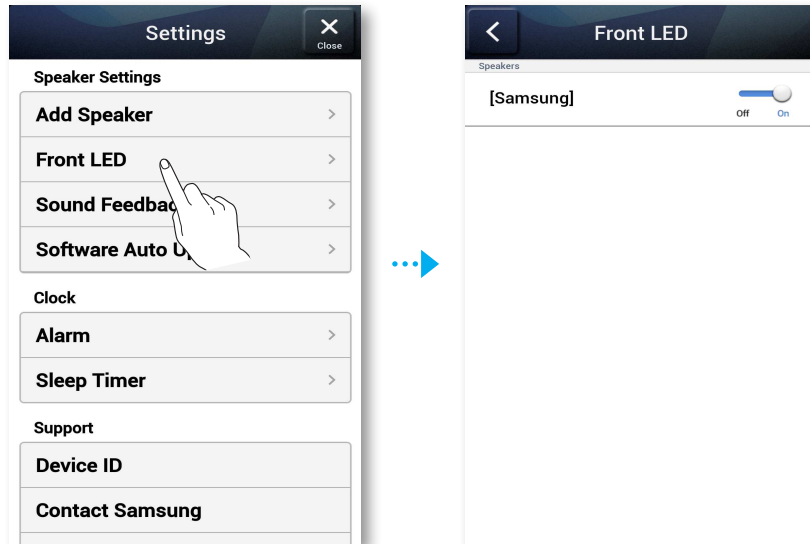 Settings
Close
Speaker Settings
Add Speaker
Front LED
Sound Feedbac
Software Auto U
Clock
Alarm
Sleep Timer
Support
Device ID
Contact Samsung
Front LED
Speakers
[Samsung]
Off On